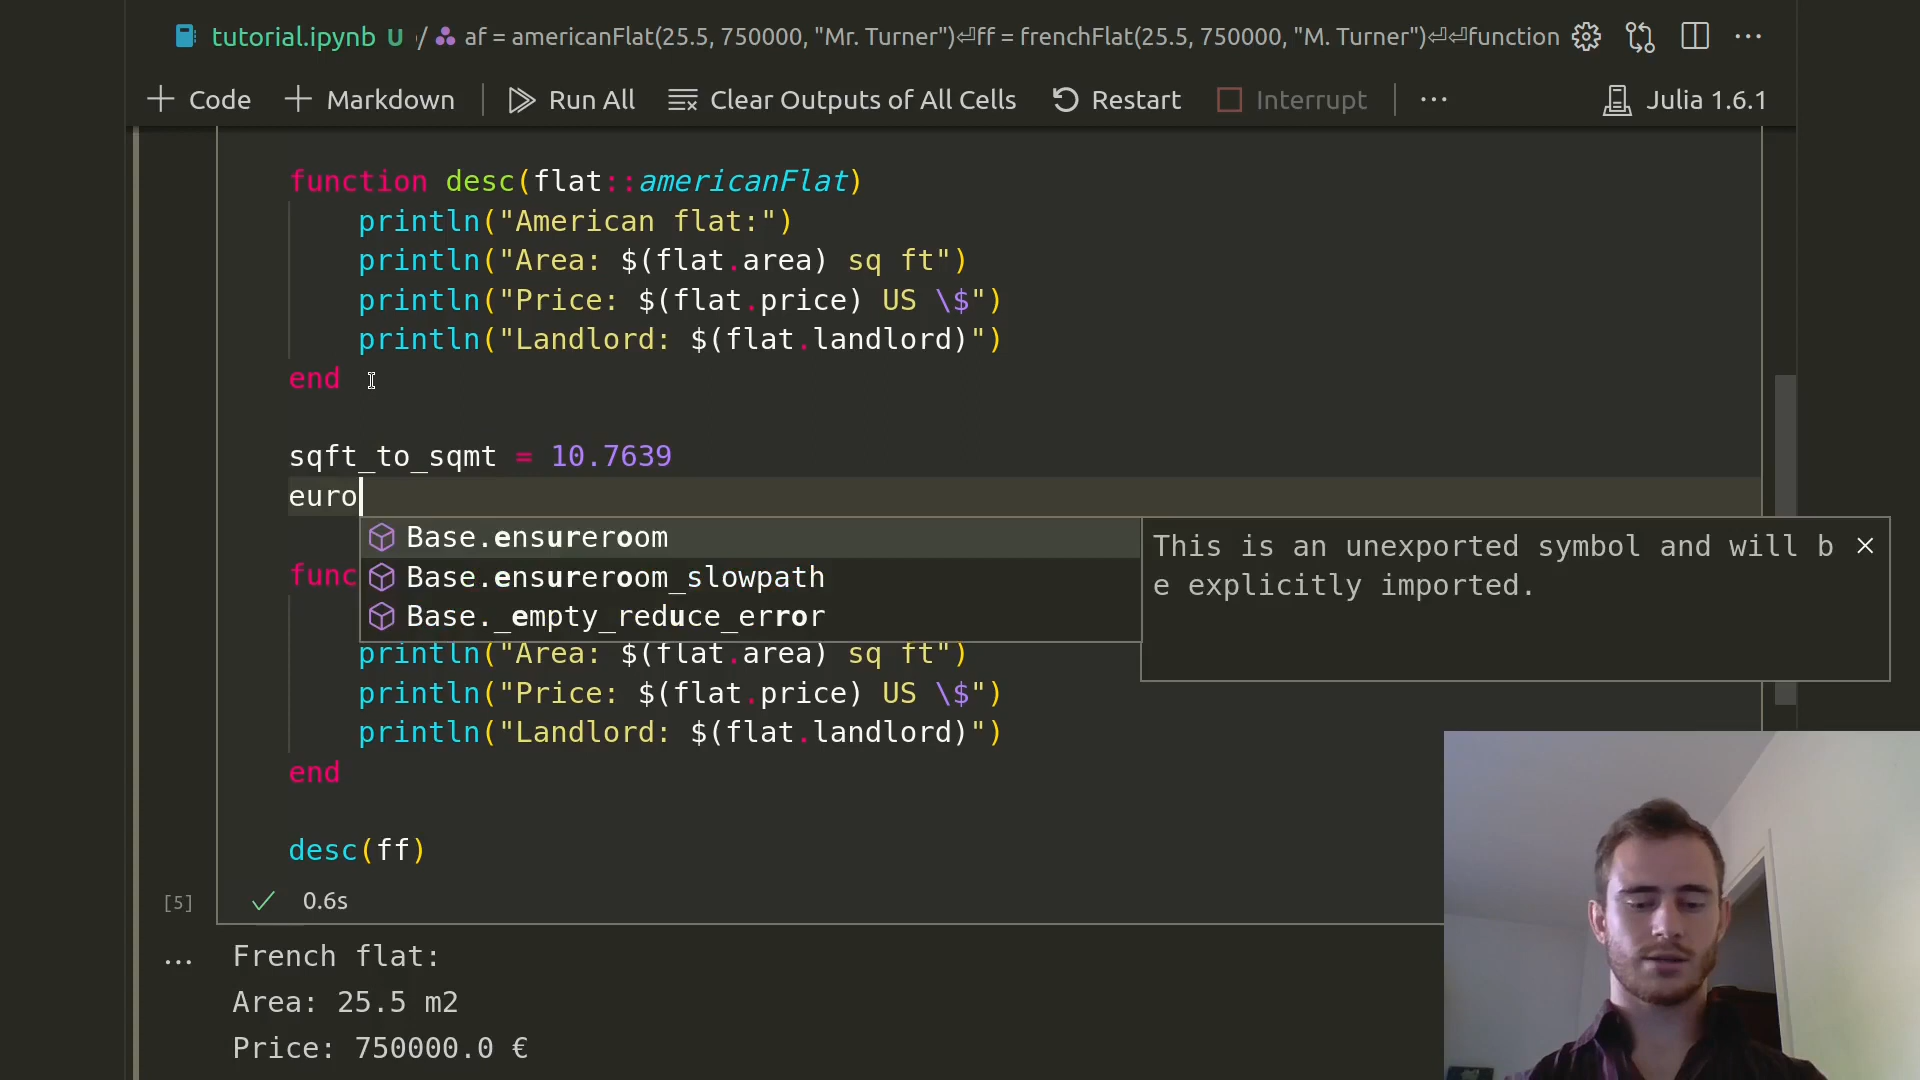 tutorial.ipynb U / af = americanFlat(25.5, 750000, "Mr. Turner")⏎ff = frenchFlat(25.5, 750000, "M. Turner")⏎⏎function ...
+ Code + Markdown Run All Clear Outputs of All Cells Restart Interrupt ... Julia 1.6.1
function desc(flat::americanFlat)
println("American flat:")
println("Area: $(flat.area) sq ft")
println("Price: $(flat.price) US \$")
println("Landlord: $(flat.landlord)")
end
sqft_to_sqmt = 10.7639
euro
Base.ensureroom
Base.ensureroom_slowpath
Base._empty_reduce_error
This is an unexported symbol and will b
e explicitly imported.
func
println("Area: $(flat.area) sq ft")
println("Price: $(flat.price) US \$")
println("Landlord: $(flat.landlord)")
end
desc(ff)
[5] 0.6s
... French flat:
Area: 25.5 m2
Price: 750000.0 €